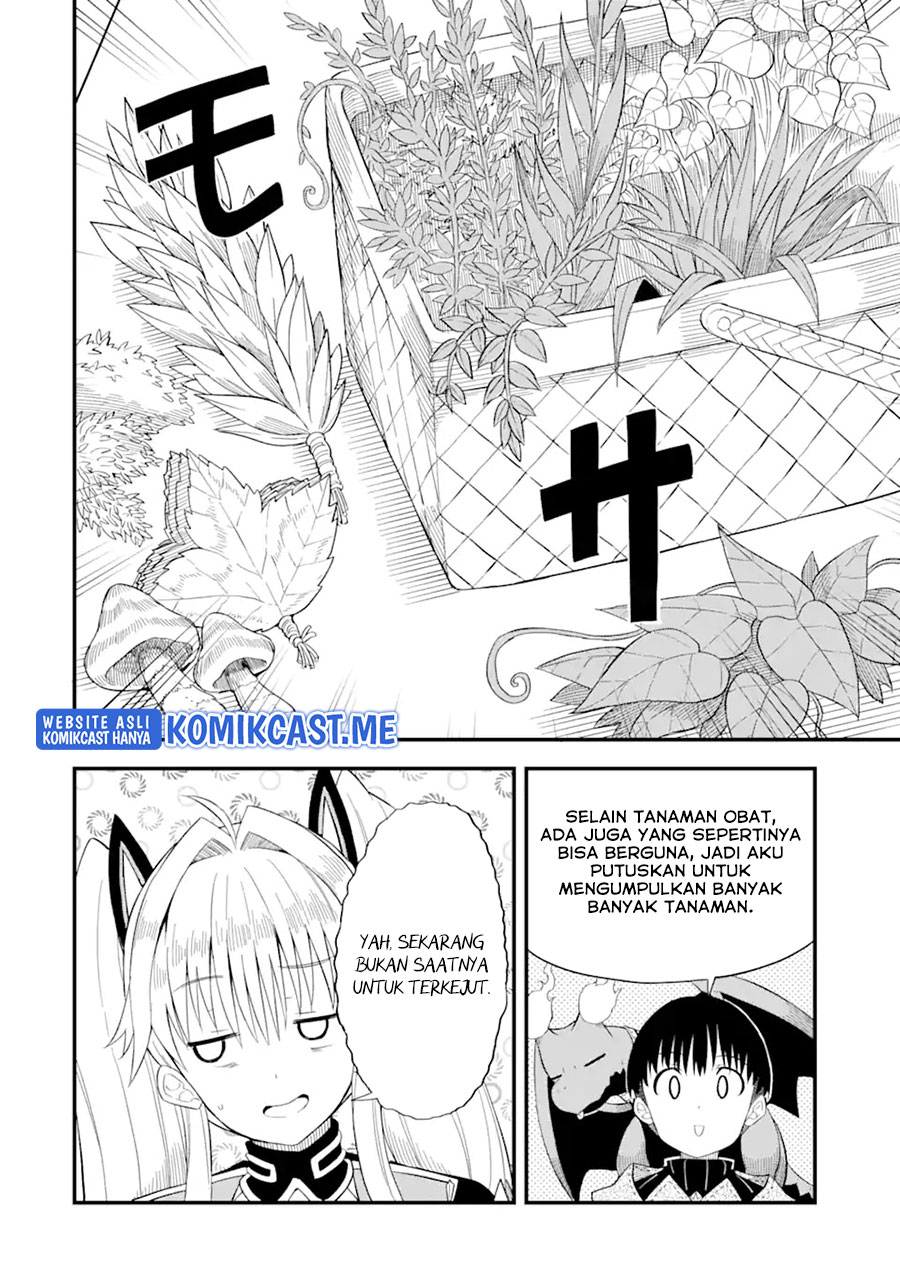 モサ
WEBSITE ASLI
KOMIKCAST HANYA
KOMIKCAST.ME
SELAIN TANAMAN OBAT,
ADA JUGA YANG SEPERTINYA
BISA BERGUNA, JADI AKU
PUTUSKAN UNTUK
MENGUMPULKAN BANYAK
BANYAK TANAMAN.
YAH, SEKARANG
BUKAN SAATNYA
UNTUK TERKEJUT.